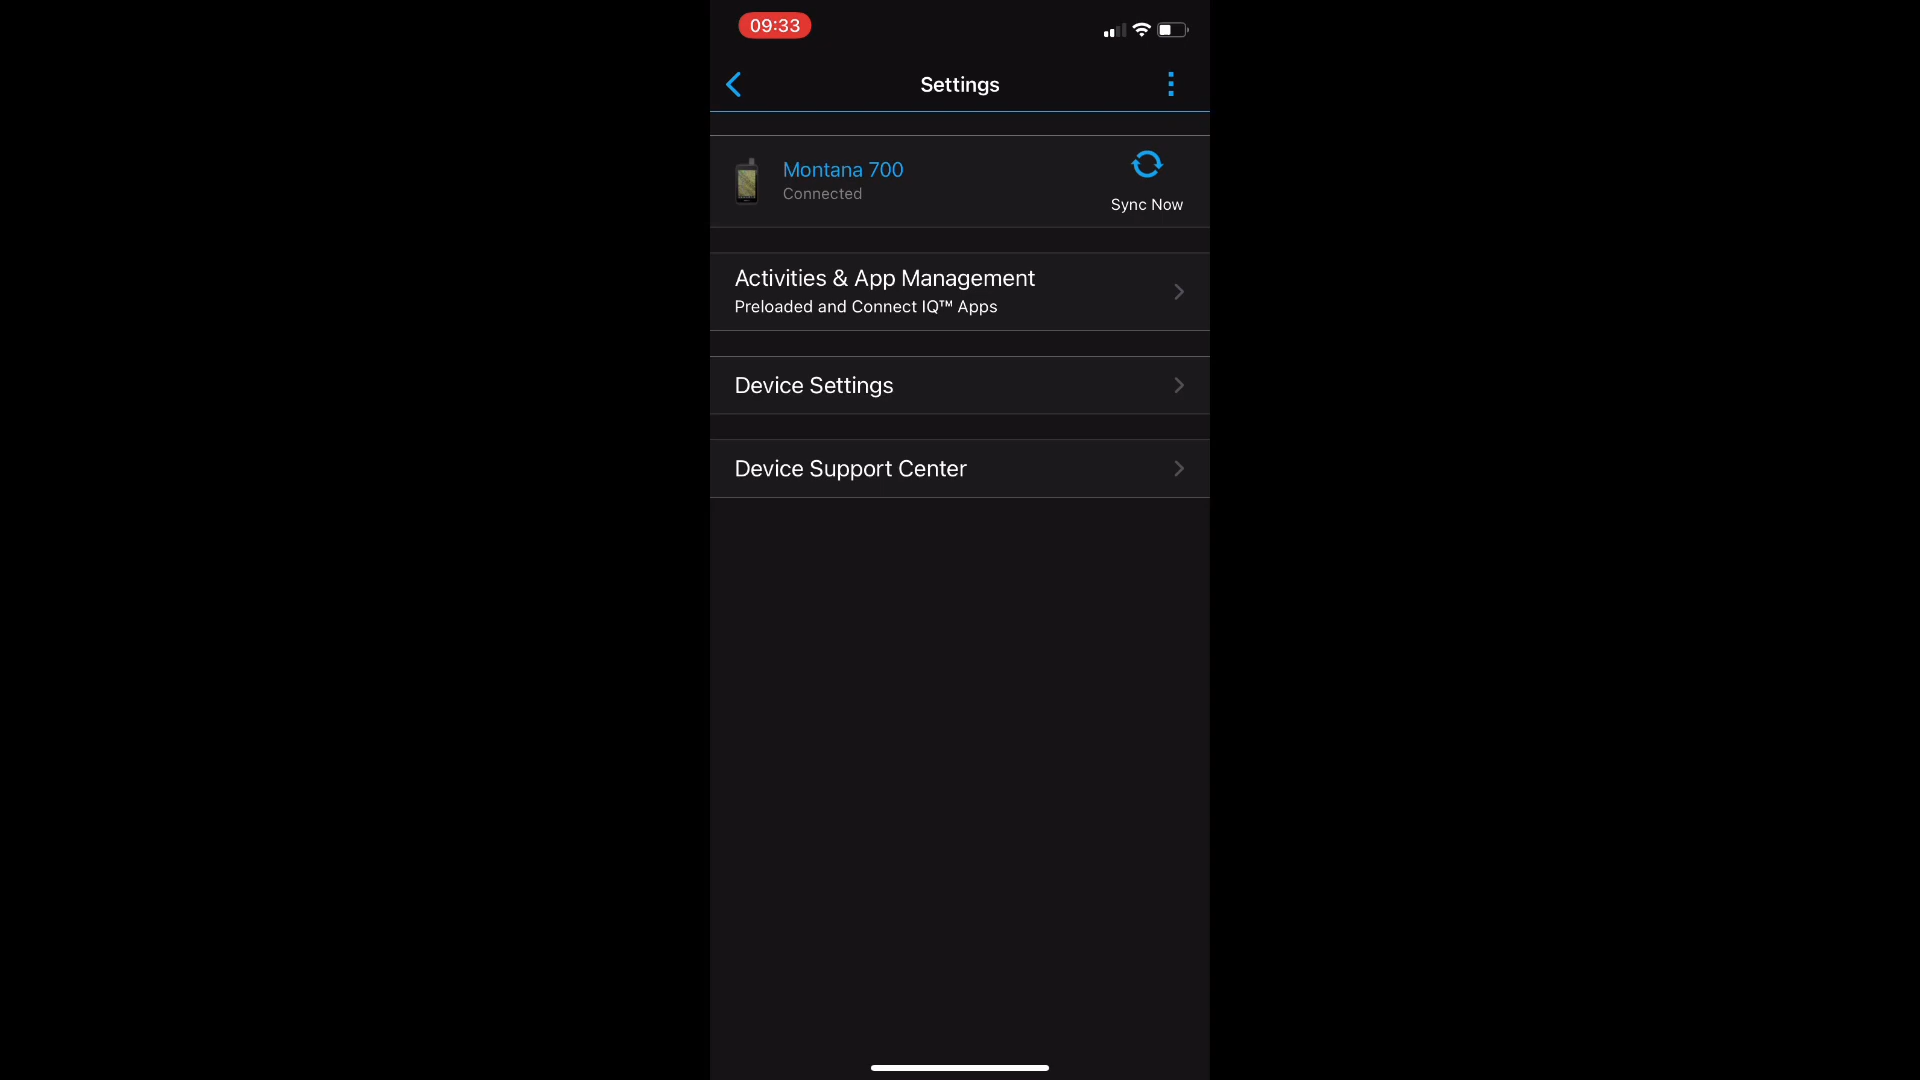 09:33
Settings
Montana 700
Connected
Sync Now
Activities & App Management
Preloaded and Connect IQ™ Apps
Device Settings
Device Support Center